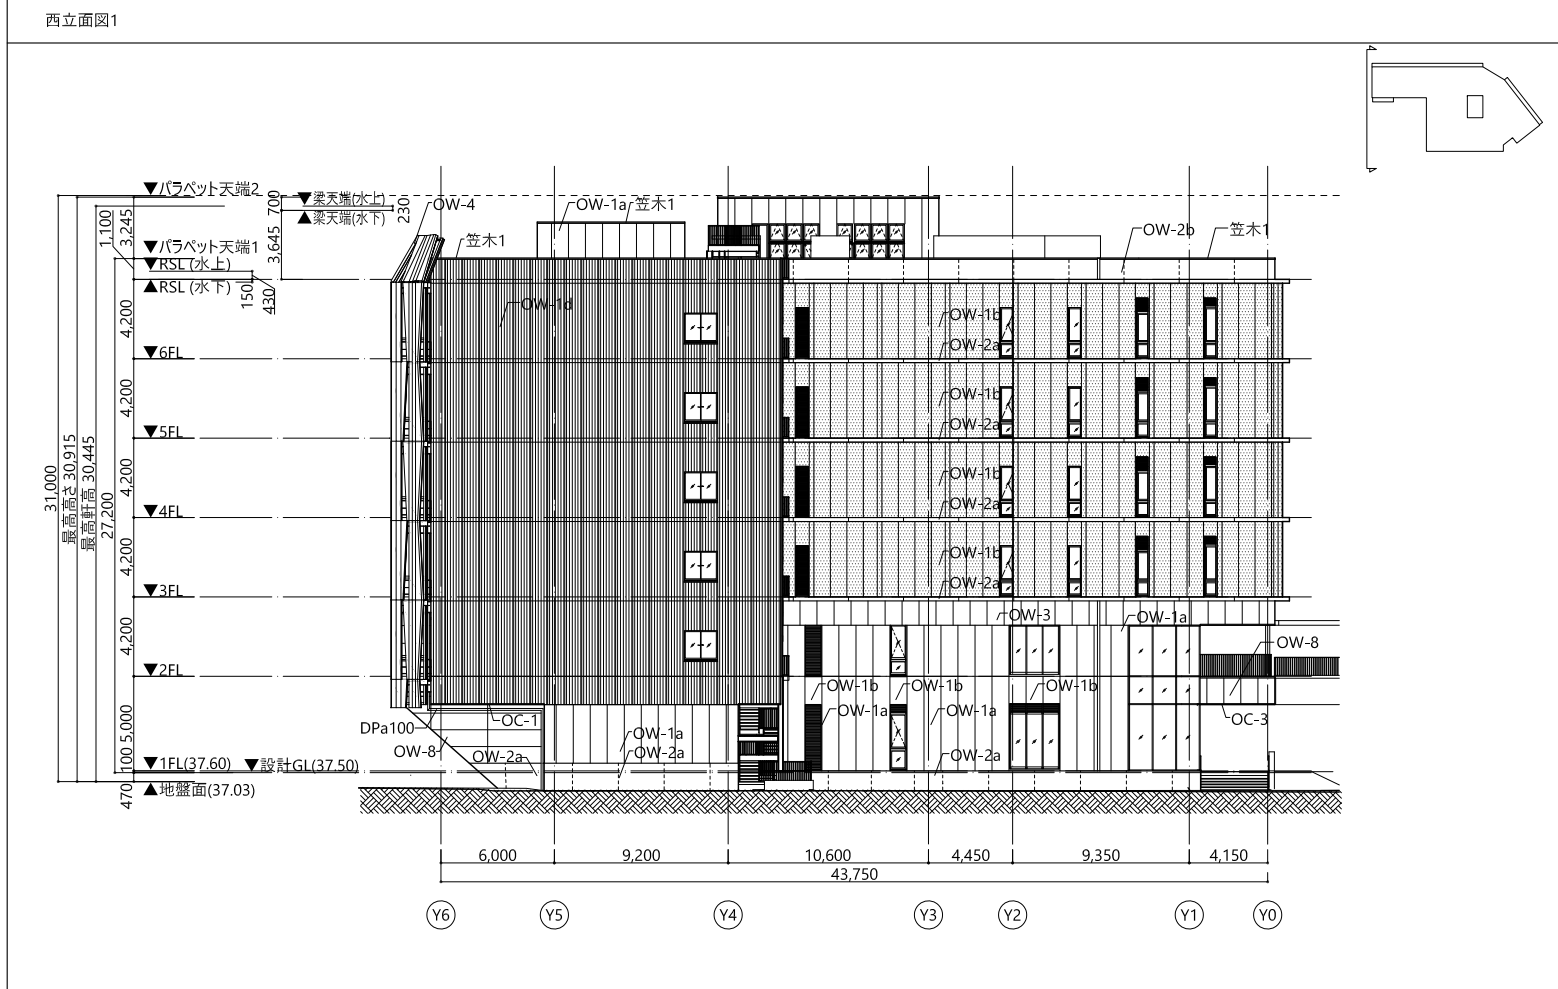 西立面図1
▼パラペット天端2
▼梁天端(水上)
▲梁天端(水下)
230
700
3,645
1,100
3,245
OW-4
OW-1a
笠木1
笠木1
OW-2b
笠木1
▼パラペット天端1
▼RSL (水上)
▲RSL (水下)
150
430
OW-1d
OW-1b
OW-2a
4,200
▼6FL
OW-1b
OW-2a
4,200
▼5FL
OW-1b
OW-2a
4,200
▼4FL
OW-1b
OW-2a
4,200
▼3FL
31,000
最高高さ 30,915
最高軒高 30,445
27,200
OW-3
OW-1a
OW-8
4,200
▼2FL
OW-1b
OW-1b
OW-1b
OW-1a
OW-1a
OC-3
OC-1
DPa100
OW-8
OW-1a
OW-2a
OW-2a
OW-2a
5,000
100
▼1FL(37.60)
▼設計GL(37.50)
470
▲地盤面(37.03)
6,000
9,200
10,600
4,450
9,350
4,150
43,750
Y6
Y5
Y4
Y3
Y2
Y1
Y0